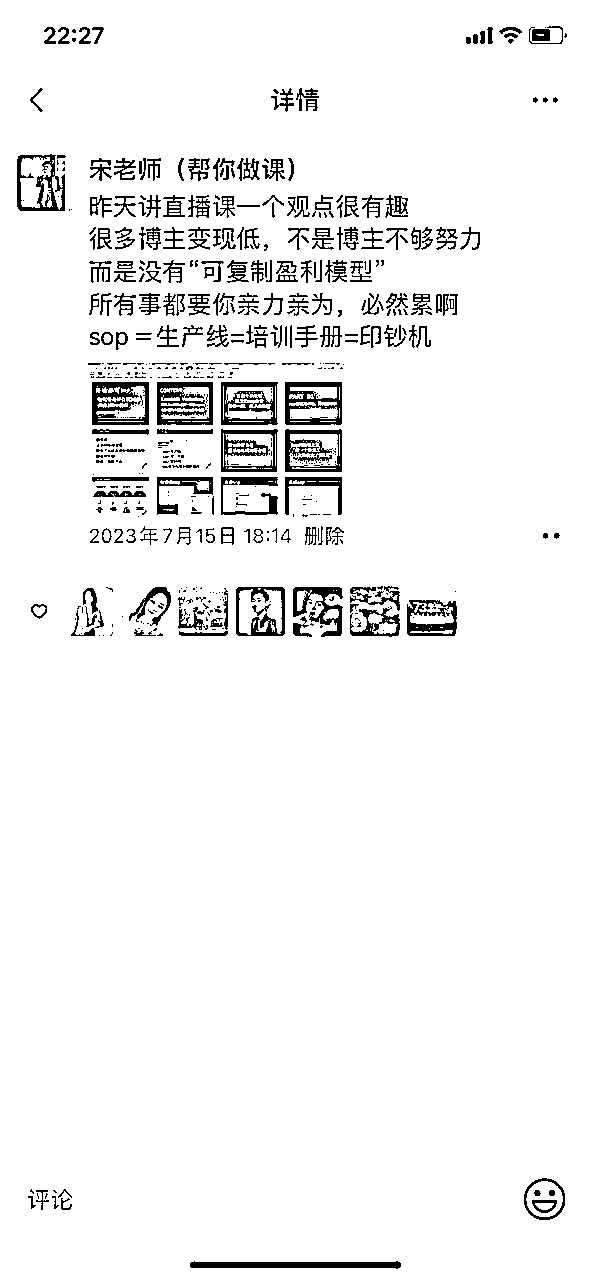 22:27
详情
宋老师（帮你做课）
昨天讲直播课一个观点很有趣
很多博主变现低，不是博主不够努力
而是没有“可复制盈利模型”
所有事都要你亲力亲为，必然累啊
sop＝生产线=培训手册=印钞机
2023年7月15日 18:14 删除
评论